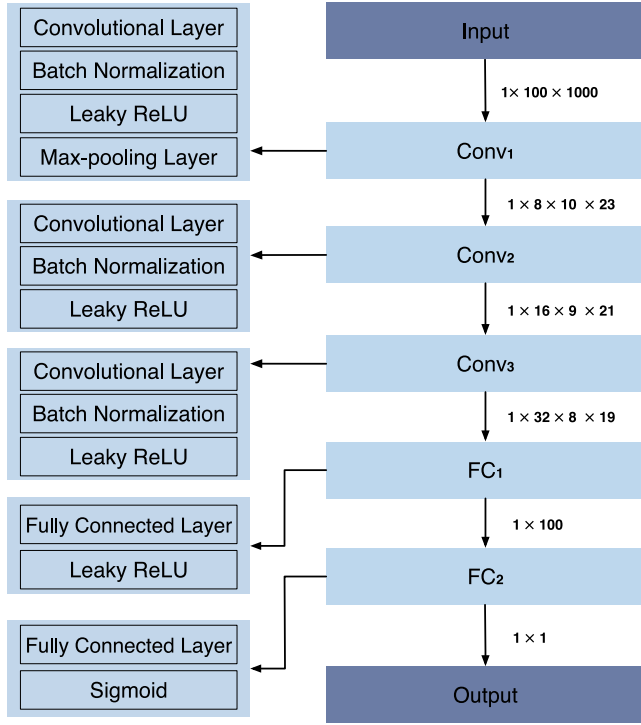 Convolutional Layer
Batch Normalization
Leaky ReLU
Max-pooling Layer
Convolutional Layer
Batch Normalization
Leaky ReLU
Convolutional Layer
Batch Normalization
Leaky ReLU
Fully Connected Layer
Leaky ReLU
Fully Connected Layer
Sigmoid
Input
1 × 100 × 1000
Conv₁
1 × 8 × 10 × 23
Conv₂
1 × 16 × 9 × 21
Conv₃
1 × 32 × 8 × 19
FC₁
1 × 100
FC₂
1 × 1
Output